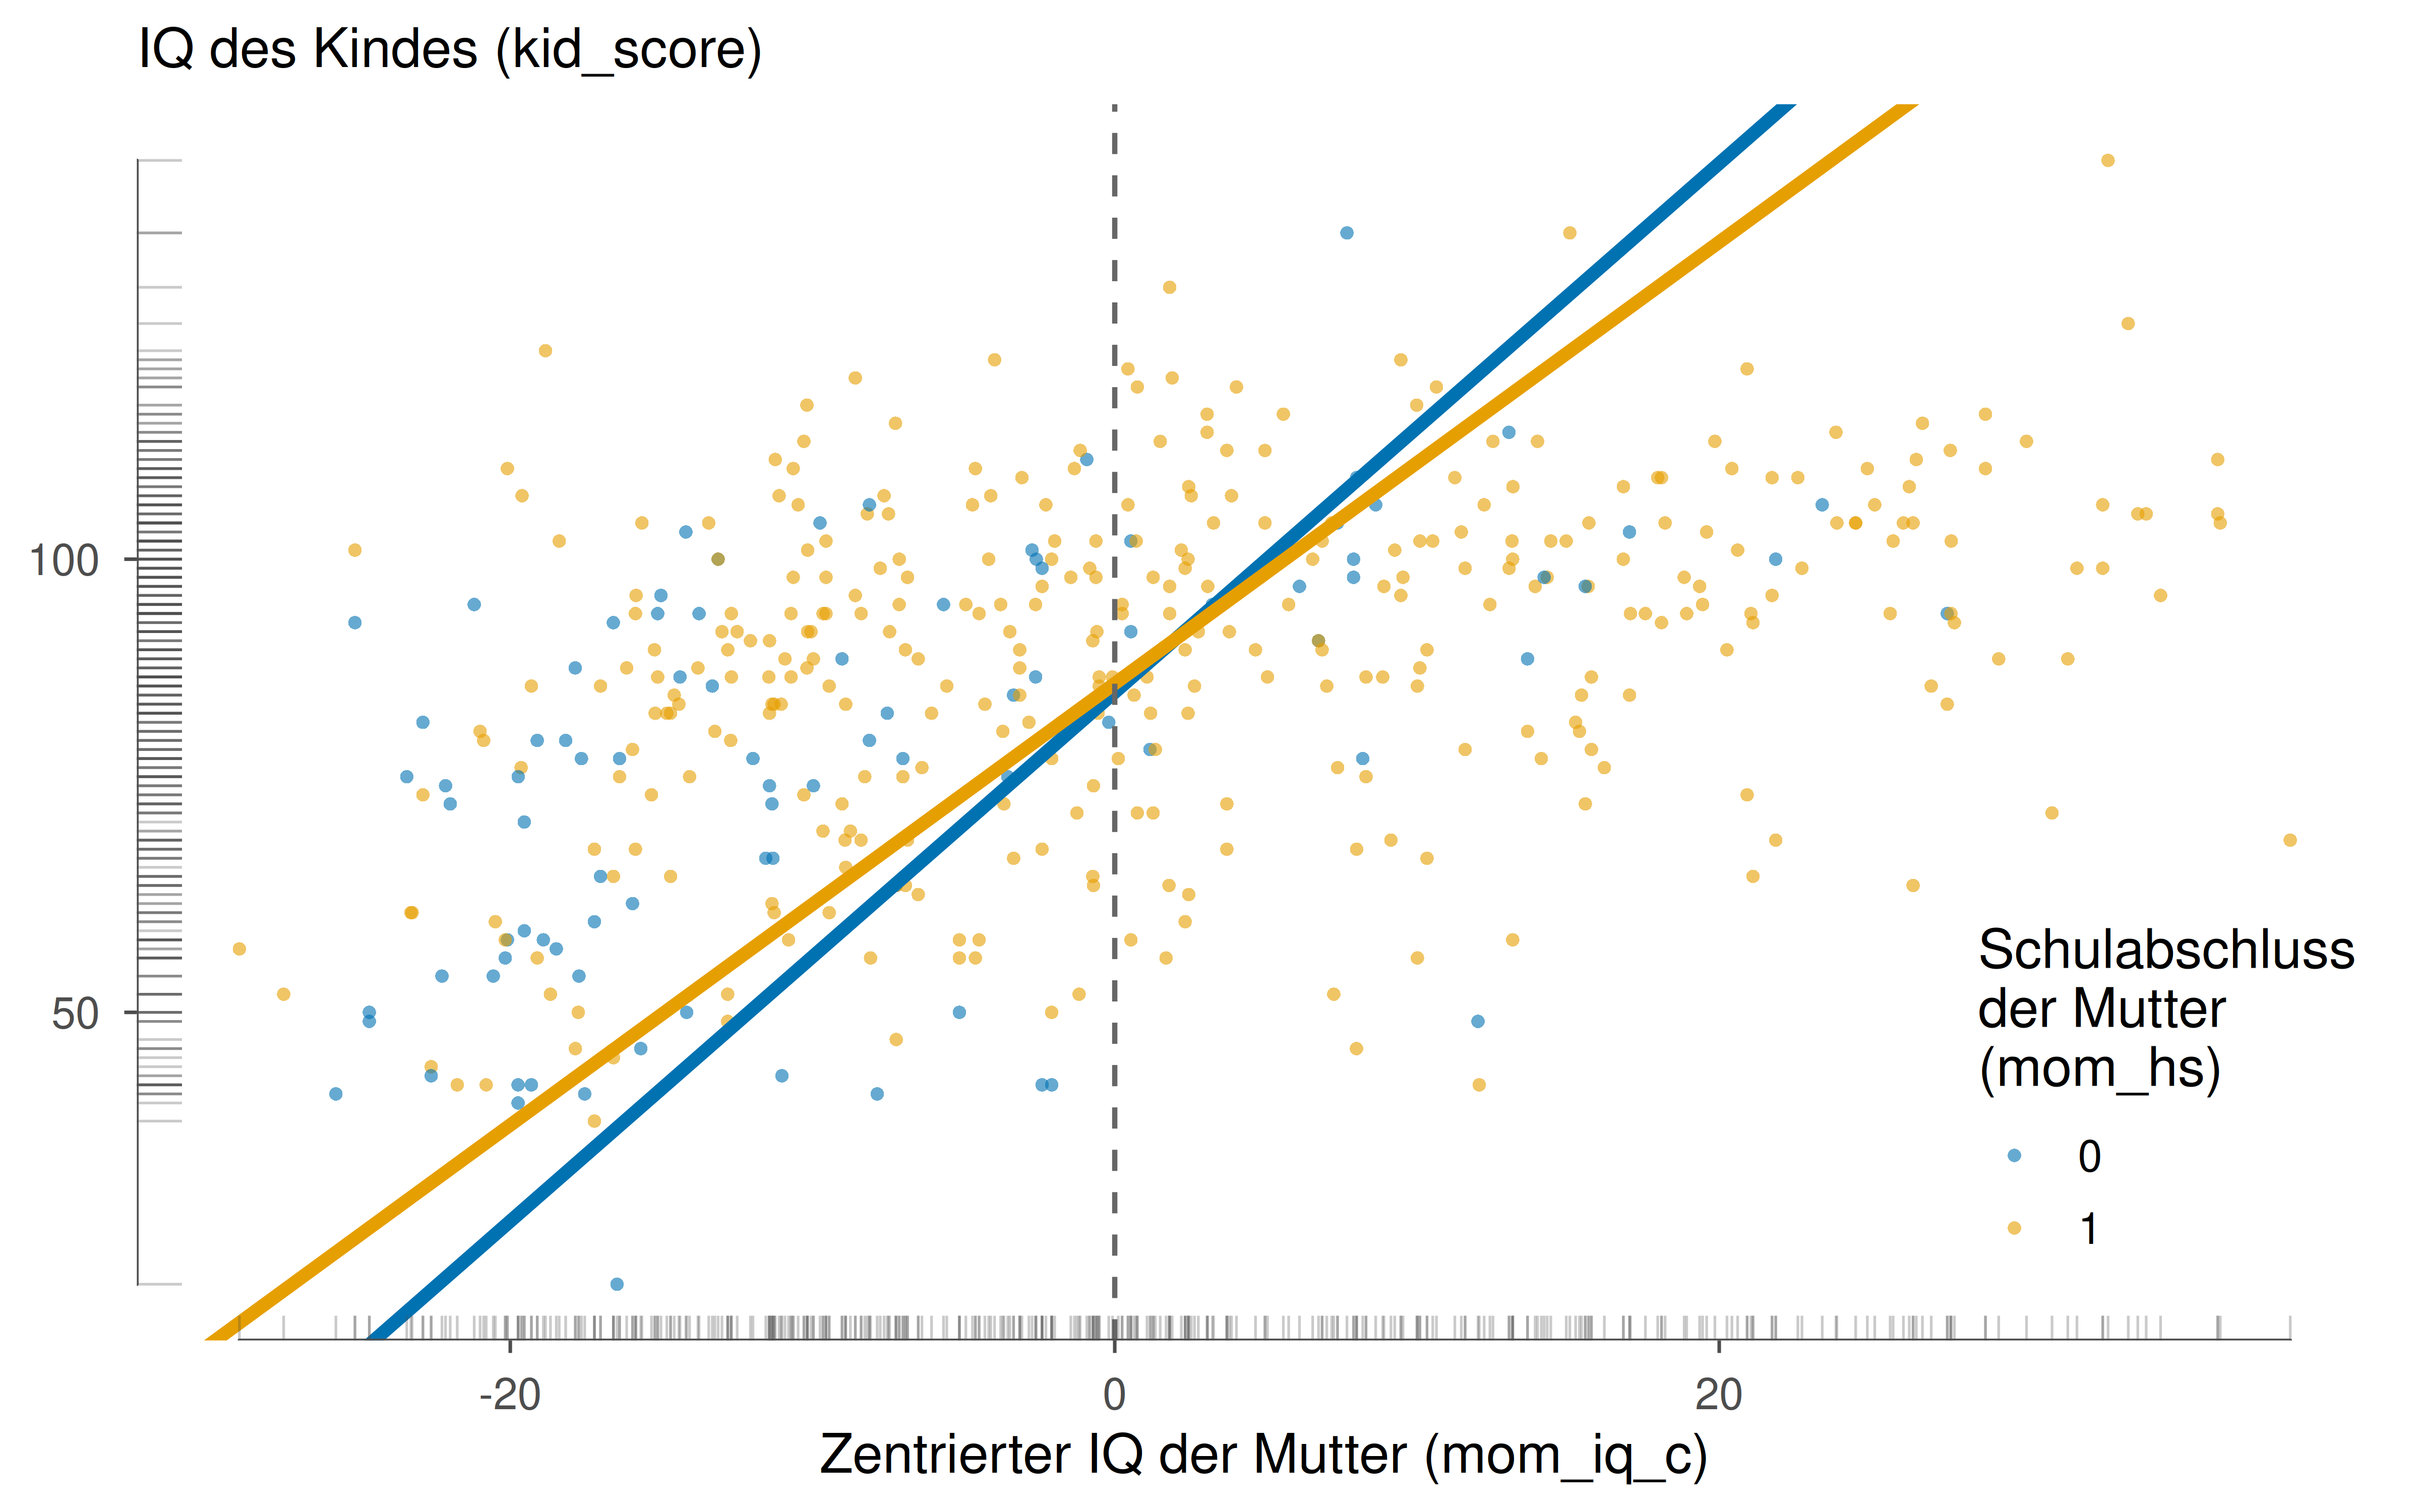 IQ des Kindes (kid_score)
100
50
Schulabschluss
der Mutter
(mom_hs)
0
1
-20
0
20
Zentrierter IQ der Mutter (mom_iq_c)